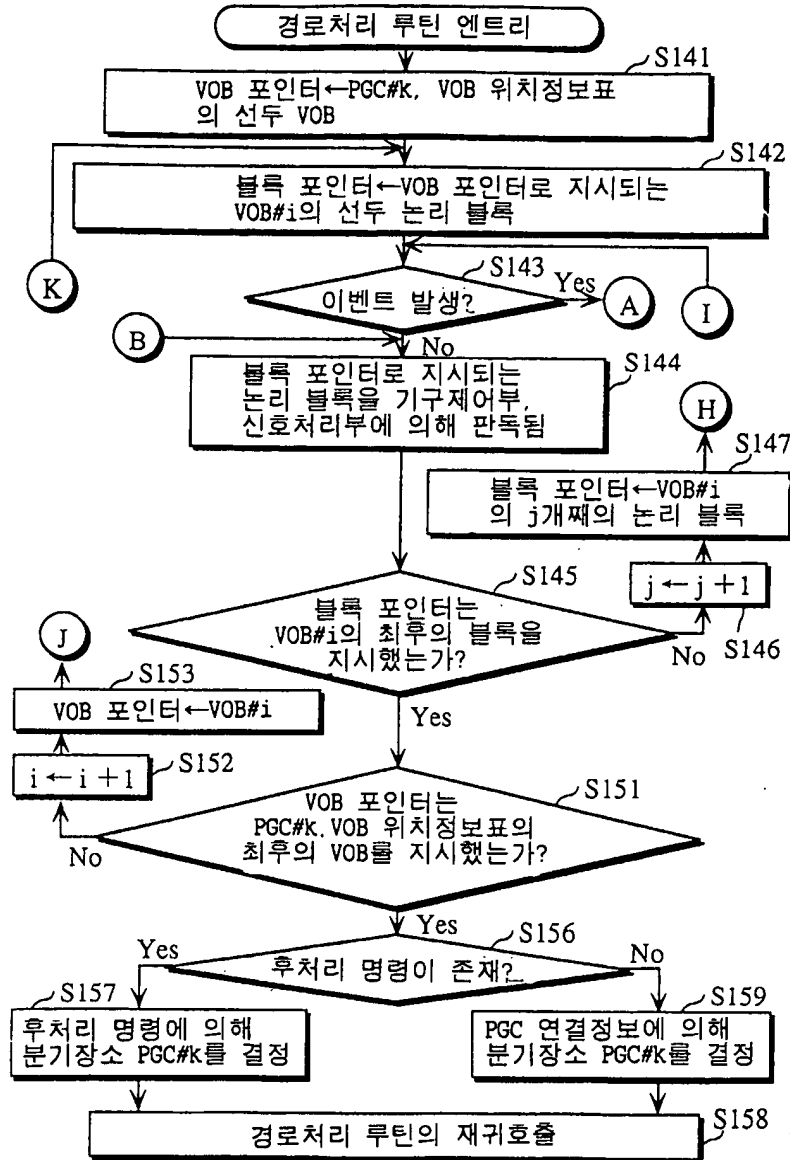 경로처리 루틴 엔트리
S141
VOB 포인터←PGC#k, VOB 위치정보표
의 선두 VOB
S142
블록 포인터←VOB 포인터로 지시되는
VOB#i의 선두 논리 블록
K
S143
이벤트 발생?
Yes
A
I
B
No
S144
블록 포인터로 지시되는
논리 블록을 기구제어부,
신호처리부에 의해 판독됨
H
S147
블록 포인터←VOB#i
의 j개째의 논리 블록
S145
j←j+1
S146
블록 포인터는
VOB#i의 최후의 블록을
지시했는가?
No
J
S153
VOB 포인터←VOB#i
Yes
i←i+1
S152
S151
VOB 포인터는
PGC#k.VOB 위치정보표의
최후의 VOB를 지시했는가?
No
Yes
S156
후처리 명령이 존재?
Yes
No
S157
후처리 명령에 의해
분기장소 PGC#k를 결정
S159
PGC 연결정보에 의해
분기장소 PGC#k를 결정
S158
경로처리 루틴의 재귀호출